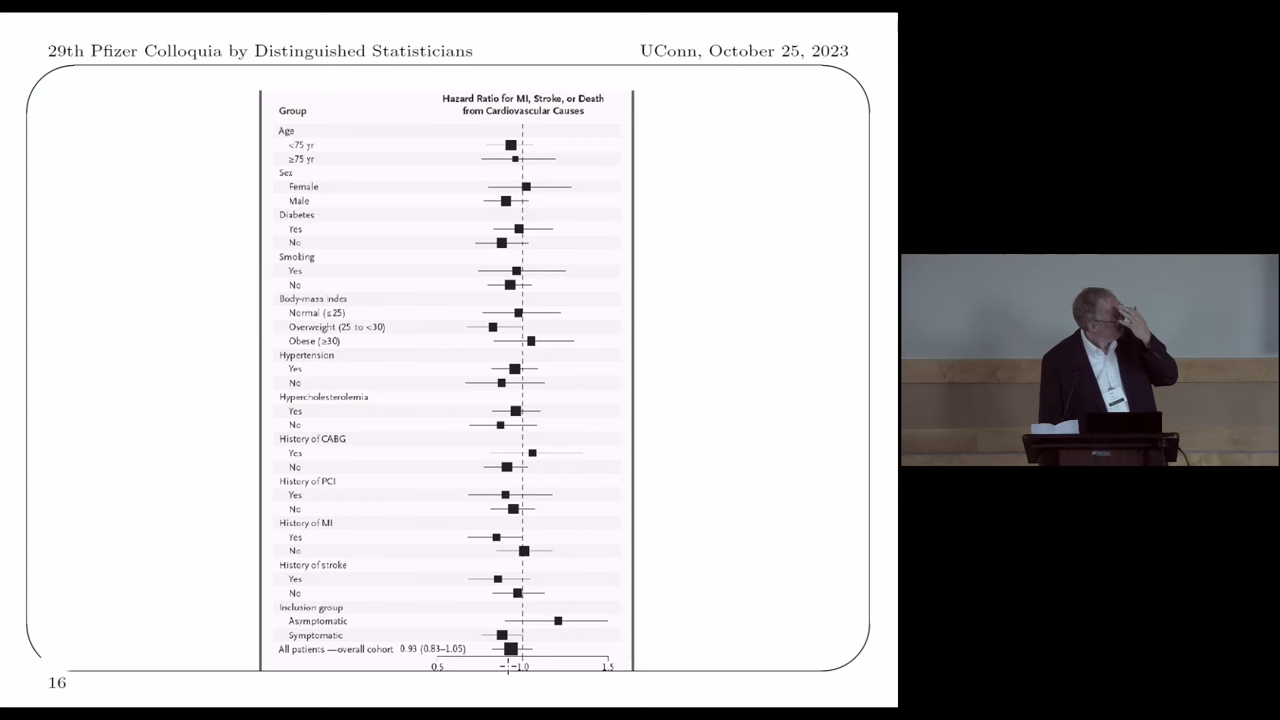 29th Pfizer Colloquia by Distinguished Statisticians UConn, October 25, 2023
Hazard Ratio for MI, Stroke, or Death
Group from Cardiovascular Causes
Age
<75 yr
≥75 yr
Sex
Female
Male
Diabetes
Yes
No
Smoking
Yes
No
Body-mass index
Normal (≤25)
Overweight (25 to <30)
Obese (≥30)
Hypertension
Yes
No
Hypercholesterolemia
Yes
No
History of CABG
Yes
No
History of PCI
Yes
No
History of MI
Yes
No
History of stroke
Yes
No
Inclusion group
Asymptomatic
Symptomatic
All patients—overall cohort 0.93 (0.83–1.05)
0.5 1.0 1.5
16